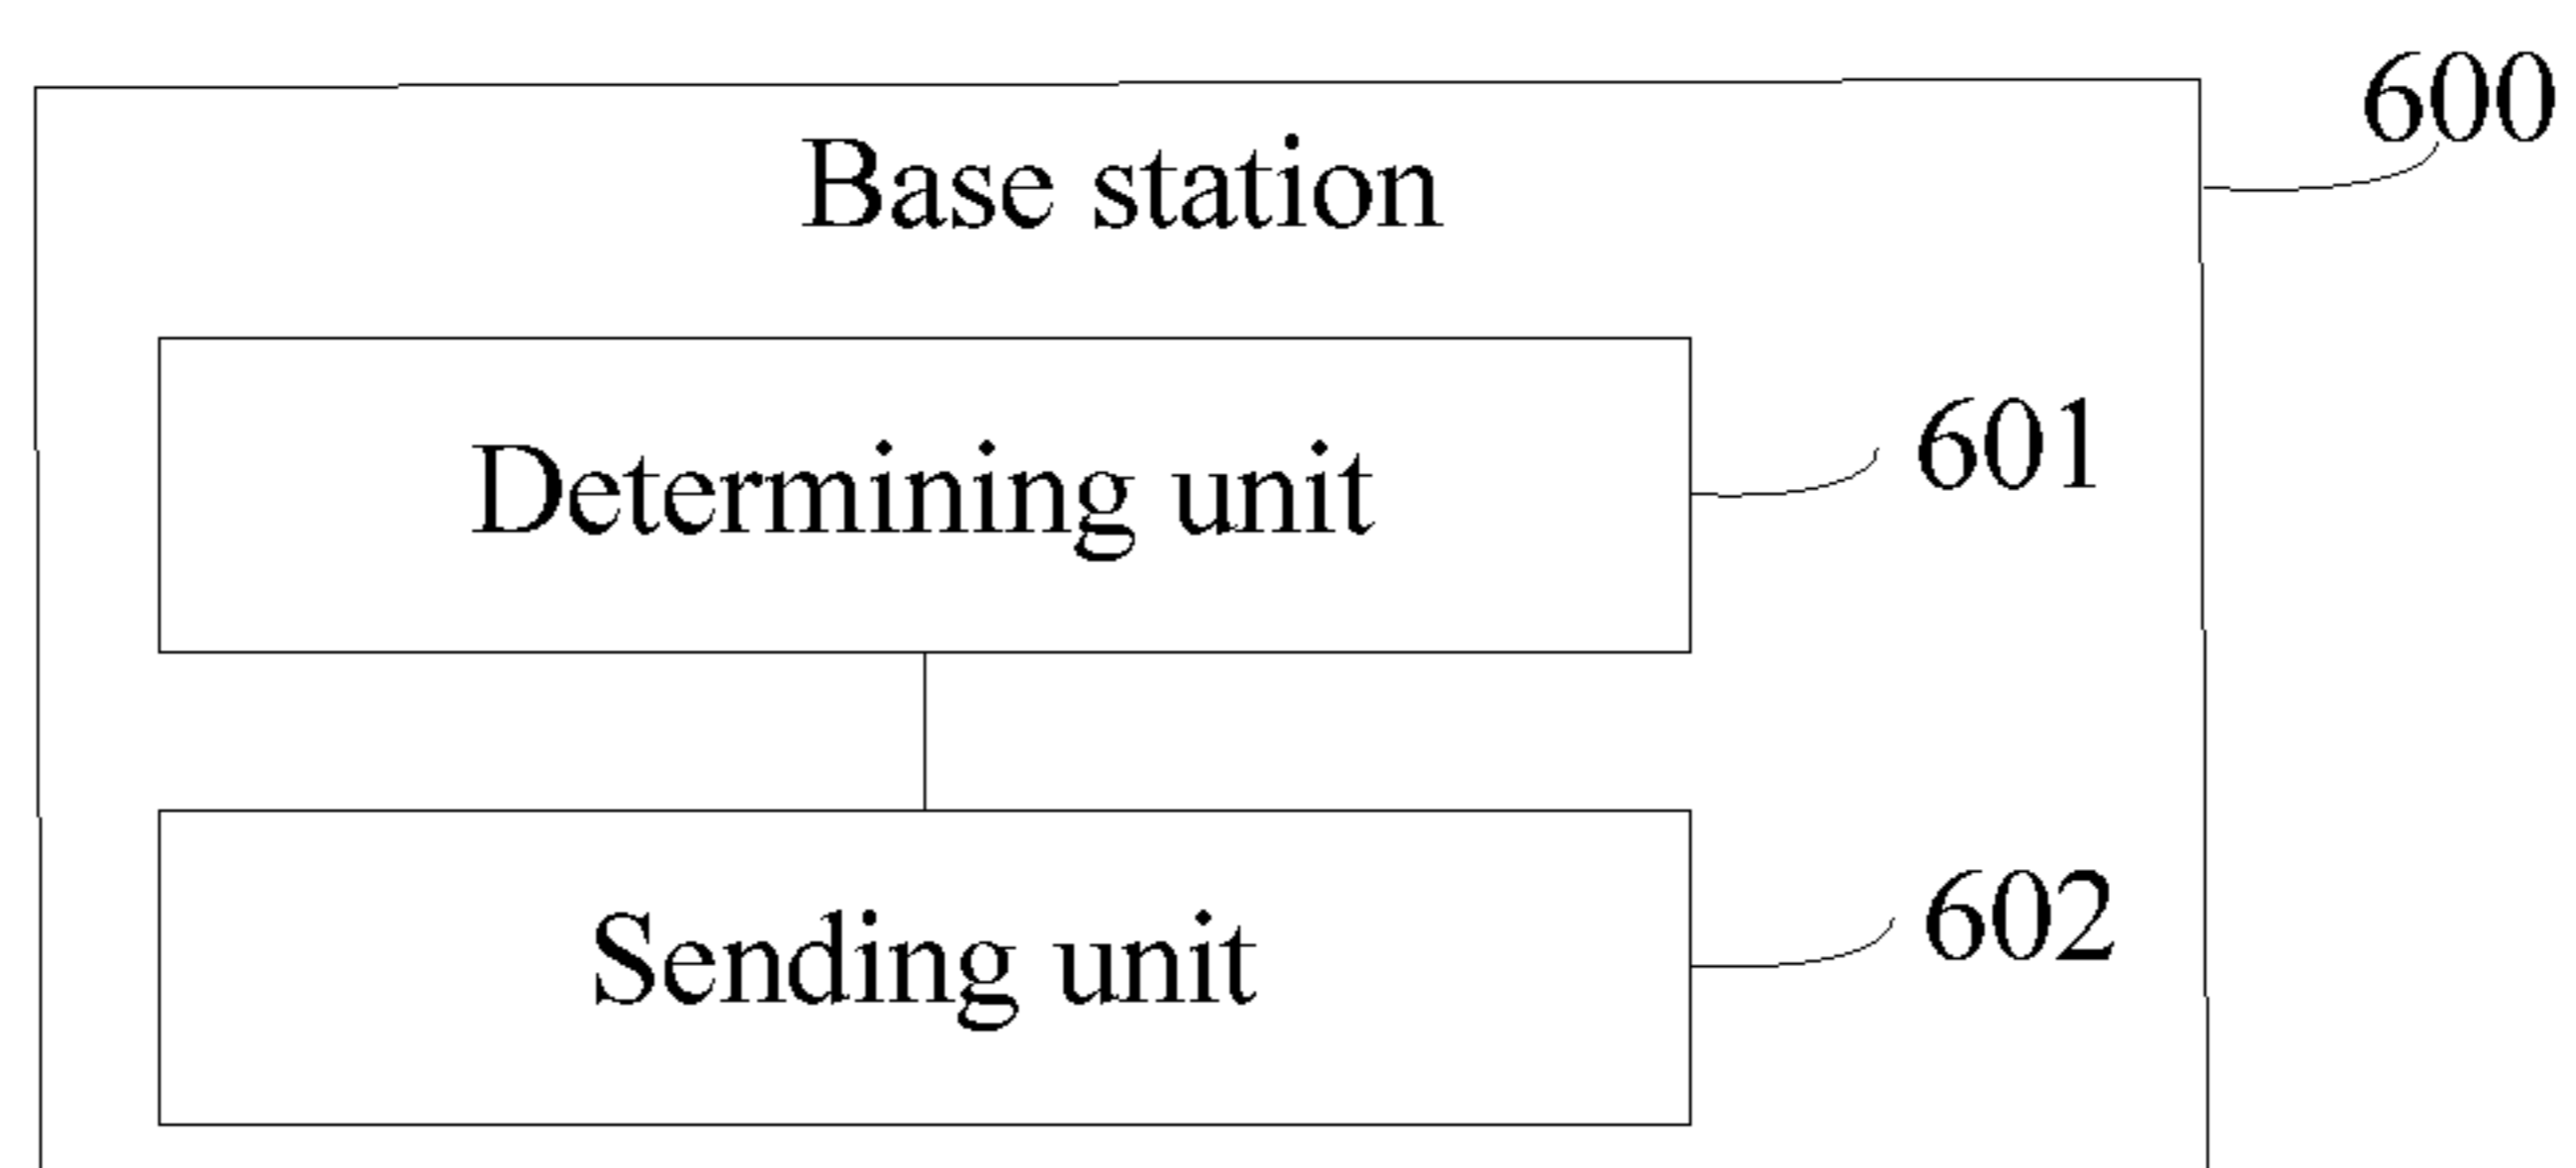 600
Base station
Determining unit
601
Sending unit
602